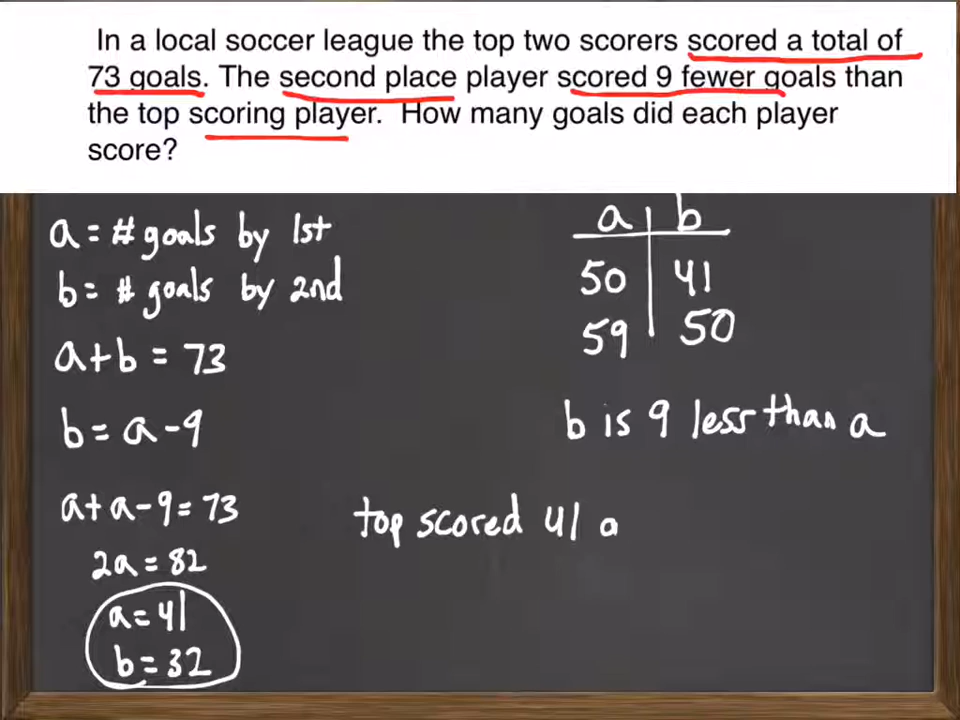 In a local soccer league the top two scorers scored a total of
73 goals. The second place player scored 9 fewer goals than
the top scoring player. How many goals did each player
score?
a = # goals by 1st
b = # goals by 2nd
a+b = 73
b = a-9
a+a-9=73
2a = 82
a=41
b=32
a b
50 41
59 50
b is 9 less than a
top scored 41 a